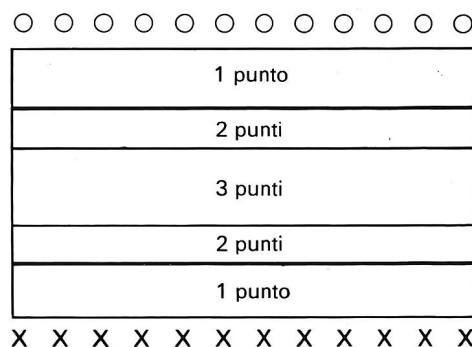 ○ ○ ○ ○ ○ ○ ○ ○ ○ ○ ○ ○
1 punto
2 punti
3 punti
2 punti
1 punto
X X X X X X X X X X X X